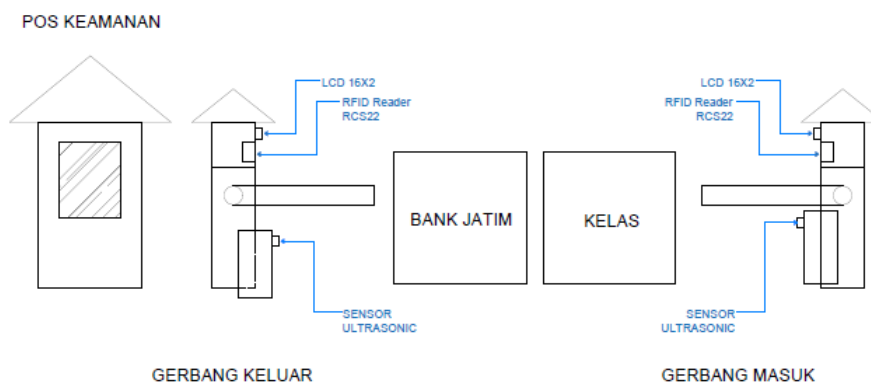 POS KEAMANAN
LCD 16X2
RFID Reader
RCS22
LCD 16X2
RFID Reader
RCS22
BANK JATIM
KELAS
SENSOR
ULTRASONIC
SENSOR
ULTRASONIC
GERBANG KELUAR
GERBANG MASUK